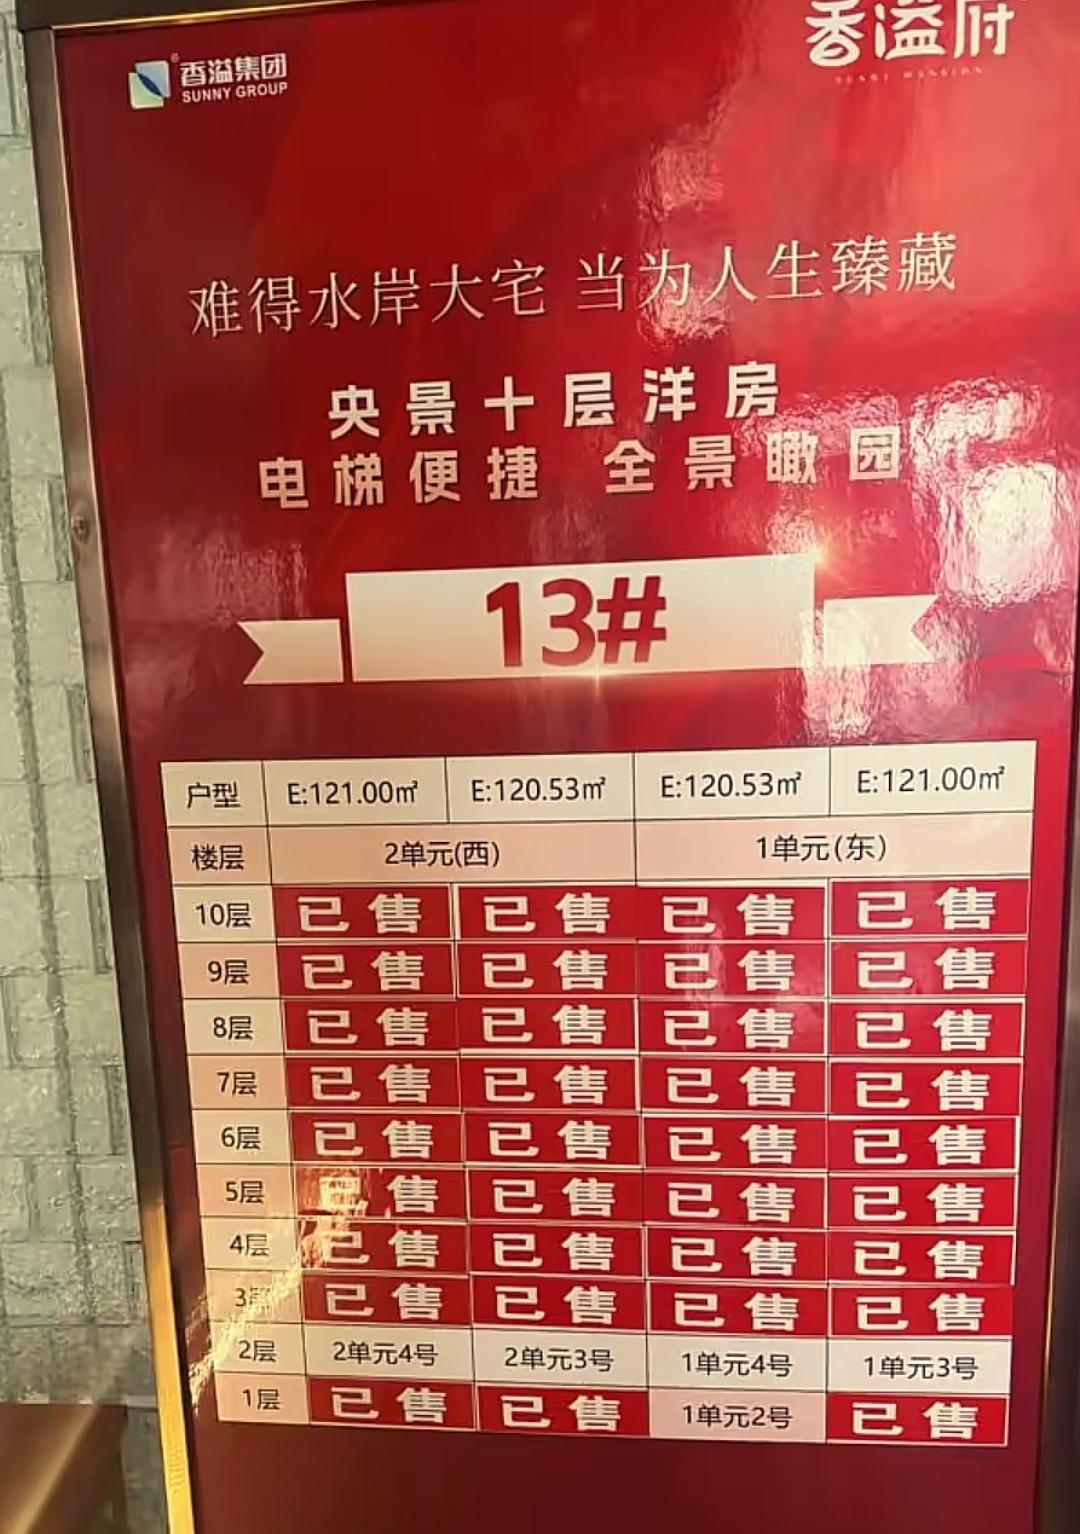 香溢集团
SUNNY GROUP
香溢府
难得水岸大宅 当为人生臻藏
央景十层洋房
电梯便捷 全景瞰园
13#
户型 E:121.00㎡ E:120.53㎡ E:120.53㎡ E:121.00㎡
楼层 2单元(西) 1单元(东)
10层 已售 已售 已售 已售
9层 已售 已售 已售 已售
8层 已售 已售 已售 已售
7层 已售 已售 已售 已售
6层 已售 已售 已售 已售
5层 售 已售 已售 已售
4层 已售 已售 已售 已售
3层 已售 已售 已售 已售
2层 2单元4号 2单元3号 1单元4号 1单元3号
1层 已售 已售 1单元2号 已售